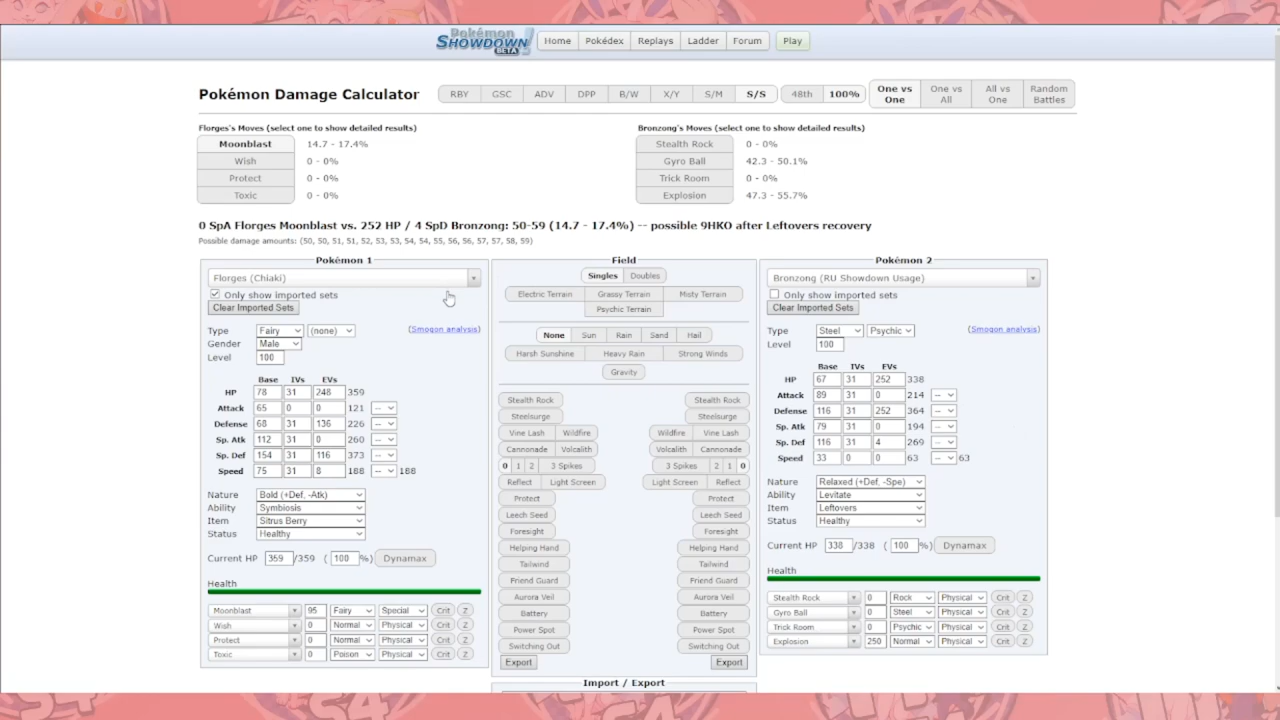 Pokémon
SHOWDOWN!
BETA
Home Pokédex Replays Ladder Forum Play
Pokémon Damage Calculator
RBY GSC ADV DPP B/W X/Y S/M S/S
48th 100%
One vs One
One vs All
All vs One
Random Battles
Florges's Moves (select one to show detailed results)
Moonblast 14.7 - 17.4%
Wish 0 - 0%
Protect 0 - 0%
Toxic 0 - 0%
Bronzong's Moves (select one to show detailed results)
Stealth Rock 0 - 0%
Gyro Ball 42.3 - 50.1%
Trick Room 0 - 0%
Explosion 47.3 - 55.7%
0 SpA Florges Moonblast vs. 252 HP / 4 SpD Bronzong: 50-59 (14.7 - 17.4%) -- possible 9HKO after Leftovers recovery
Possible damage amounts: (50, 50, 51, 51, 52, 53, 53, 54, 54, 55, 56, 56, 57, 57, 58, 59)
Pokémon 1
Florges (Chiaki)
Only show imported sets
Clear Imported Sets
Type Fairy (none) (Smogon analysis)
Gender Male
Level 100
Base IVs EVs
HP 78 31 248 359
Attack 65 0 0 121 --
Defense 68 31 136 226 --
Sp. Atk 112 31 0 260 --
Sp. Def 154 31 116 373 --
Speed 75 31 8 188 -- 188
Nature Bold (+Def, -Atk)
Ability Symbiosis
Item Sitrus Berry
Status Healthy
Current HP 359 /359 ( 100 %) Dynamax
Health
Moonblast 95 Fairy Special Crit Z
Wish 0 Normal Physical Crit Z
Protect 0 Normal Physical Crit Z
Toxic 0 Poison Physical Crit Z
Field
Singles Doubles
Electric Terrain Grassy Terrain Misty Terrain
Psychic Terrain
None Sun Rain Sand Hail
Harsh Sunshine Heavy Rain Strong Winds
Gravity
Stealth Rock Stealth Rock
Steelsurge Steelsurge
Vine Lash Wildfire Wildfire Vine Lash
Cannonade Volcalith Volcalith Cannonade
0 1 2 3 Spikes 3 Spikes 2 1 0
Reflect Light Screen Light Screen Reflect
Protect Protect
Leech Seed Leech Seed
Foresight Foresight
Helping Hand Helping Hand
Tailwind Tailwind
Friend Guard Friend Guard
Aurora Veil Aurora Veil
Battery Battery
Power Spot Power Spot
Switching Out Switching Out
Export Export
Import / Export
Pokémon 2
Bronzong (RU Showdown Usage)
Only show imported sets
Clear Imported Sets
Type Steel Psychic (Smogon analysis)
Level 100
Base IVs EVs
HP 67 31 252 338
Attack 89 31 0 214 --
Defense 116 31 252 364 --
Sp. Atk 79 31 0 194 --
Sp. Def 116 31 4 269 --
Speed 33 0 0 63 -- 63
Nature Relaxed (+Def, -Spe)
Ability Levitate
Item Leftovers
Status Healthy
Current HP 338 /338 ( 100 %) Dynamax
Health
Stealth Rock 0 Rock Physical Crit Z
Gyro Ball 0 Steel Physical Crit Z
Trick Room 0 Psychic Physical Crit Z
Explosion 250 Normal Physical Crit Z